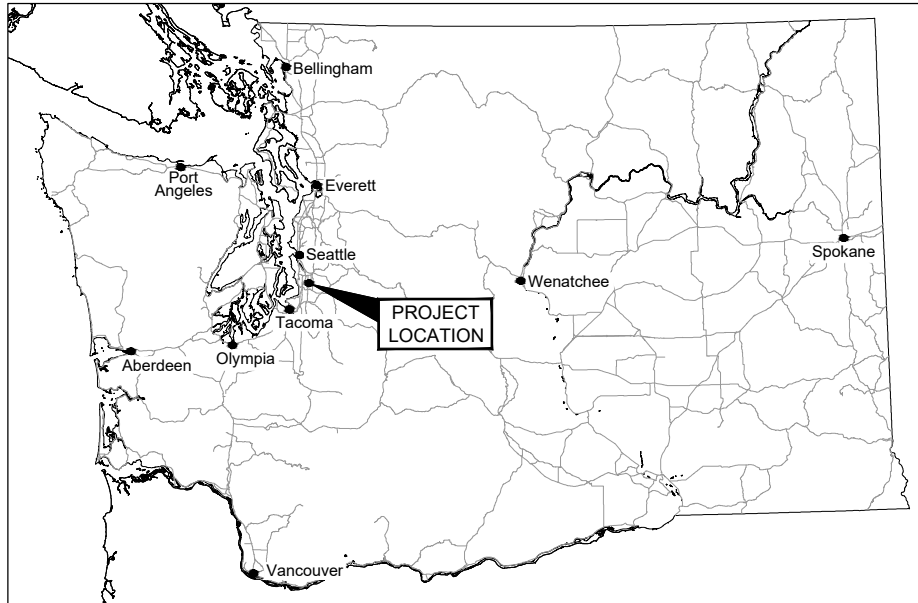 Bellingham
Port
Angeles
Everett
Seattle
Spokane
Wenatchee
PROJECT
LOCATION
Tacoma
Olympia
Aberdeen
Vancouver